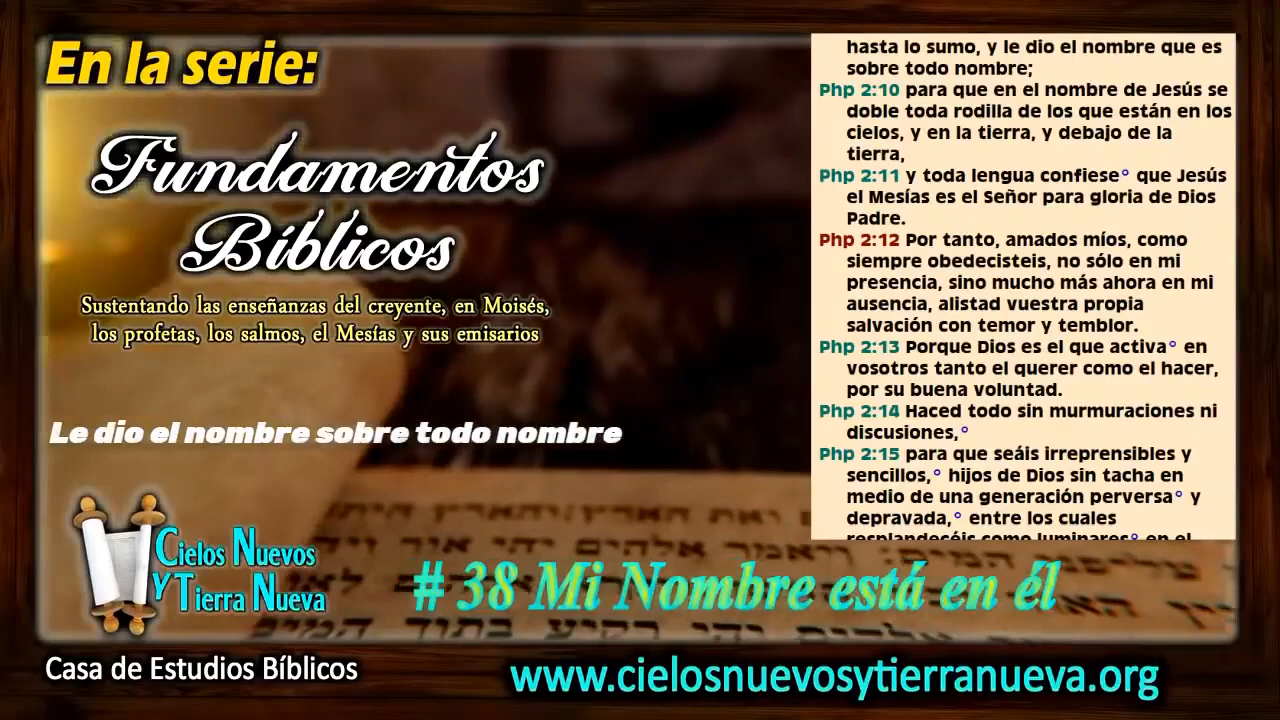 En la serie:
Fundamentos
Bíblicos
Sustentando las enseñanzas del creyente, en Moisés,
los profetas, los salmos, el Mesías y sus emisarios
Le dio el nombre sobre todo nombre
hasta lo sumo, y le dio el nombre que es
sobre todo nombre;
Php 2:10 para que en el nombre de Jesús se
doble toda rodilla de los que están en los
cielos, y en la tierra, y debajo de la
tierra,
Php 2:11 y toda lengua confiese° que Jesús
el Mesías es el Señor para gloria de Dios
Padre.
Php 2:12 Por tanto, amados míos, como
siempre obedecisteis, no sólo en mi
presencia, sino mucho más ahora en mi
ausencia, alistad vuestra propia
salvación con temor y temblor.
Php 2:13 Porque Dios es el que activa° en
vosotros tanto el querer como el hacer,
por su buena voluntad.
Php 2:14 Haced todo sin murmuraciones ni
discusiones,°
Php 2:15 para que seáis irreprensibles y
sencillos,° hijos de Dios sin tacha en
medio de una generación perversa° y
depravada,° entre los cuales
resplandecéis como luminares° en el
Cielos Nuevos
Y Tierra Nueva
# 38 Mi Nombre está en él
Casa de Estudios Bíblicos
www.cielosnuevosytierranueva.org